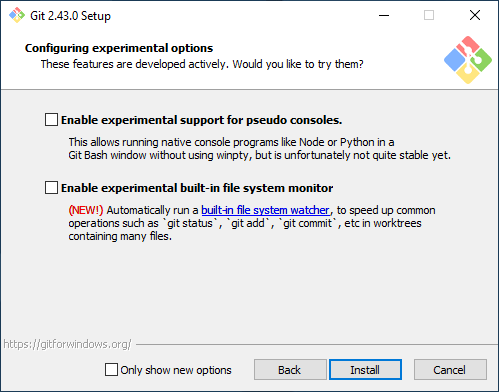 Git 2.43.0 Setup
Configuring experimental options
These features are developed actively. Would you like to try them?
Enable experimental support for pseudo consoles.
This allows running native console programs like Node or Python in a
Git Bash window without using winpty, but is unfortunately not quite stable yet.
Enable experimental built-in file system monitor
(NEW!) Automatically run a built-in file system watcher, to speed up common
operations such as `git status`, `git add`, `git commit`, etc in worktrees
containing many files.
https://gitforwindows.org/
Only show new options Back Install Cancel